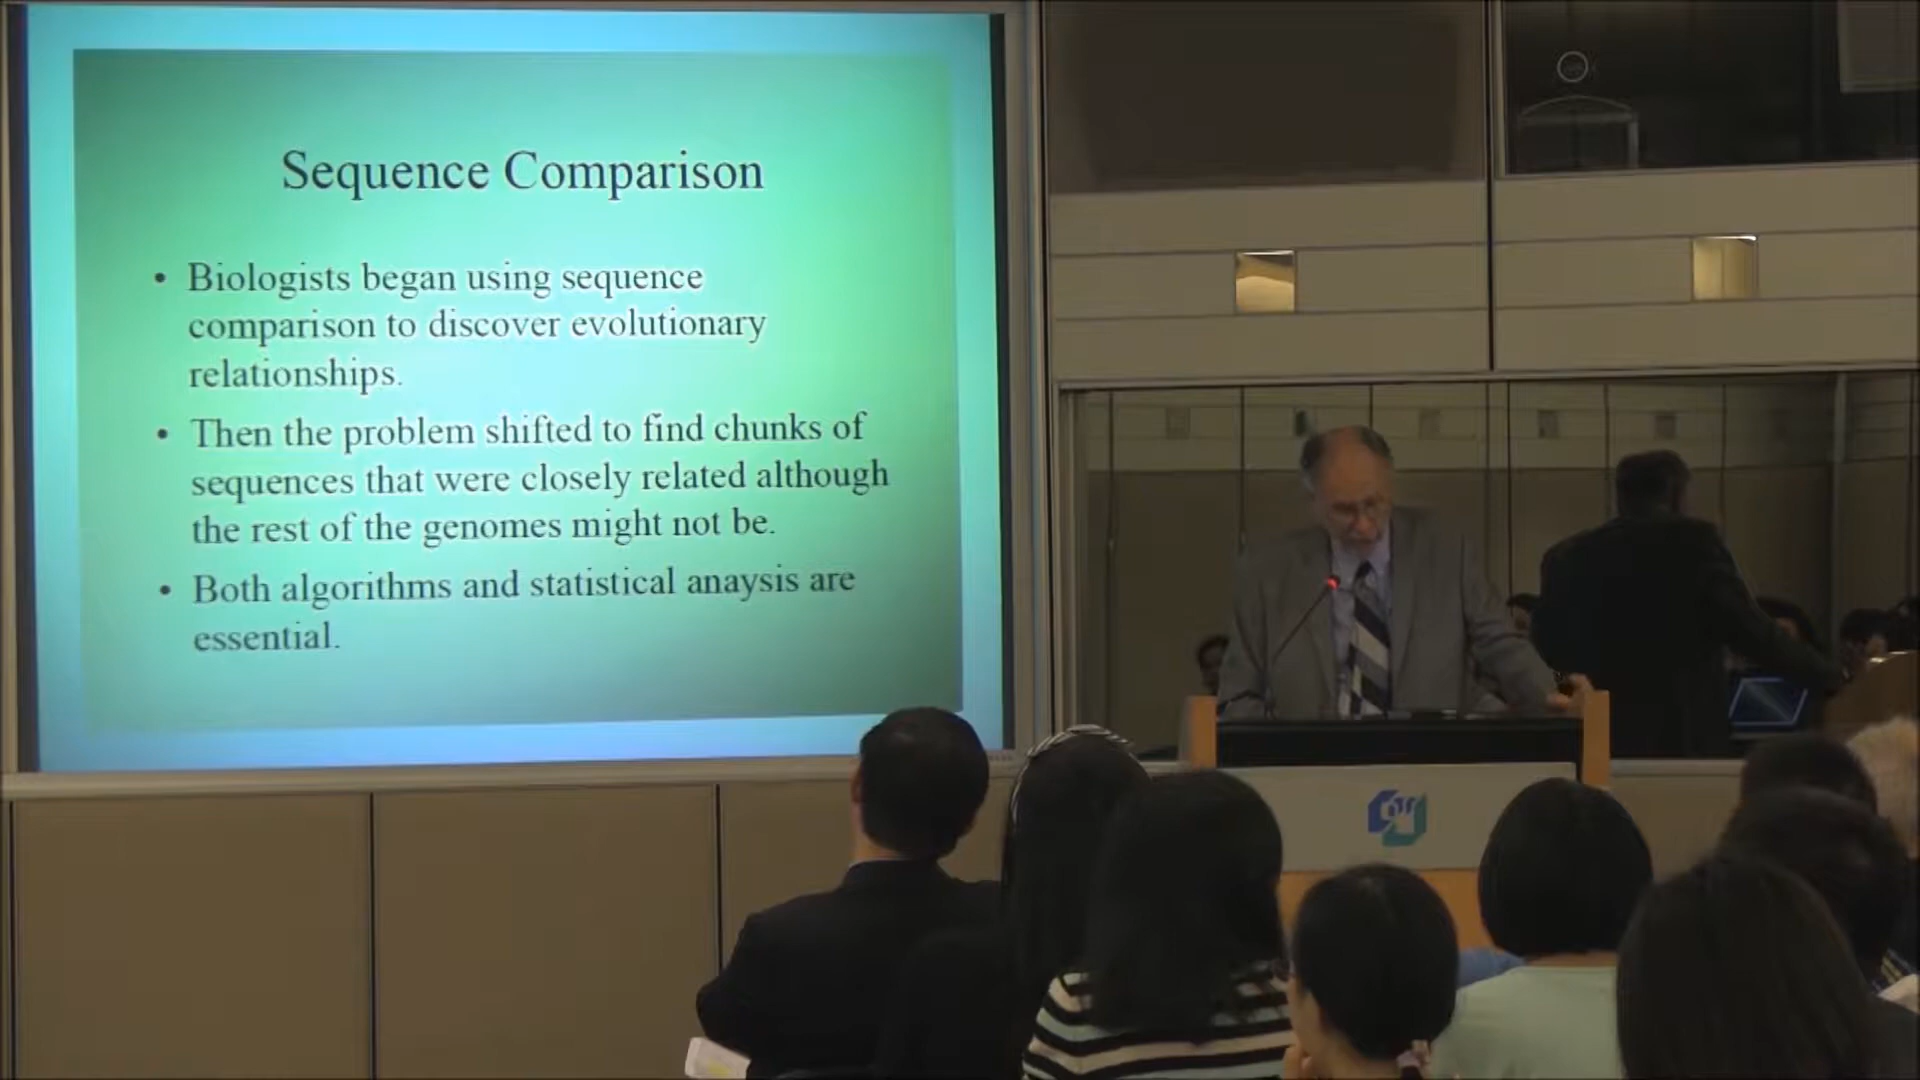 Sequence Comparison
• Biologists began using sequence
comparison to discover evolutionary
relationships.
• Then the problem shifted to find chunks of
sequences that were closely related although
the rest of the genomes might not be.
• Both algorithms and statistical anaysis are
essential.